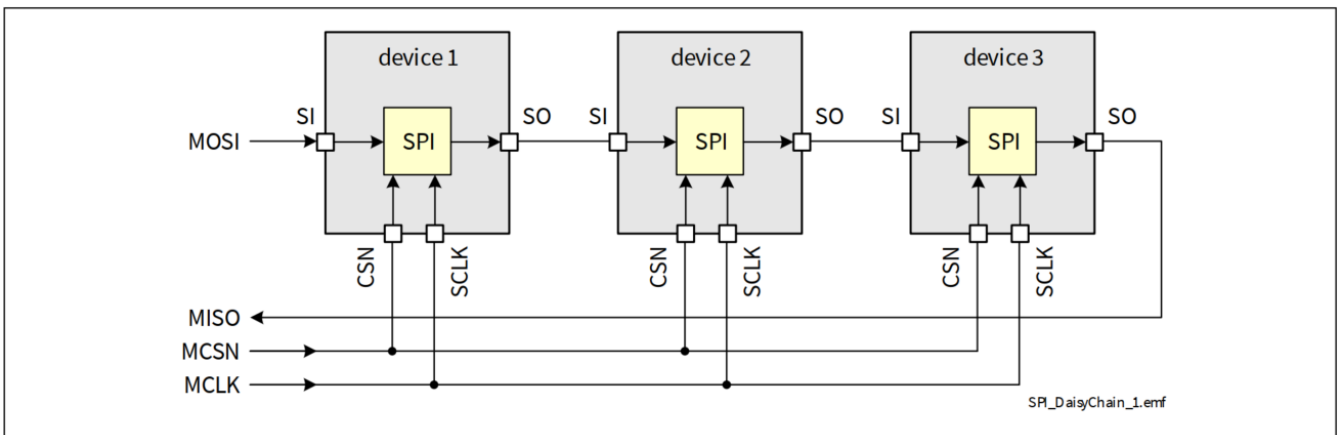 device 1
device 2
device 3
SI
SO
SI
SO
SI
SO
MOSI
SPI
SPI
SPI
CSN
SCLK
CSN
SCLK
CSN
SCLK
MISO
MCSN
MCLK
SPI_DaisyChain_1.emf